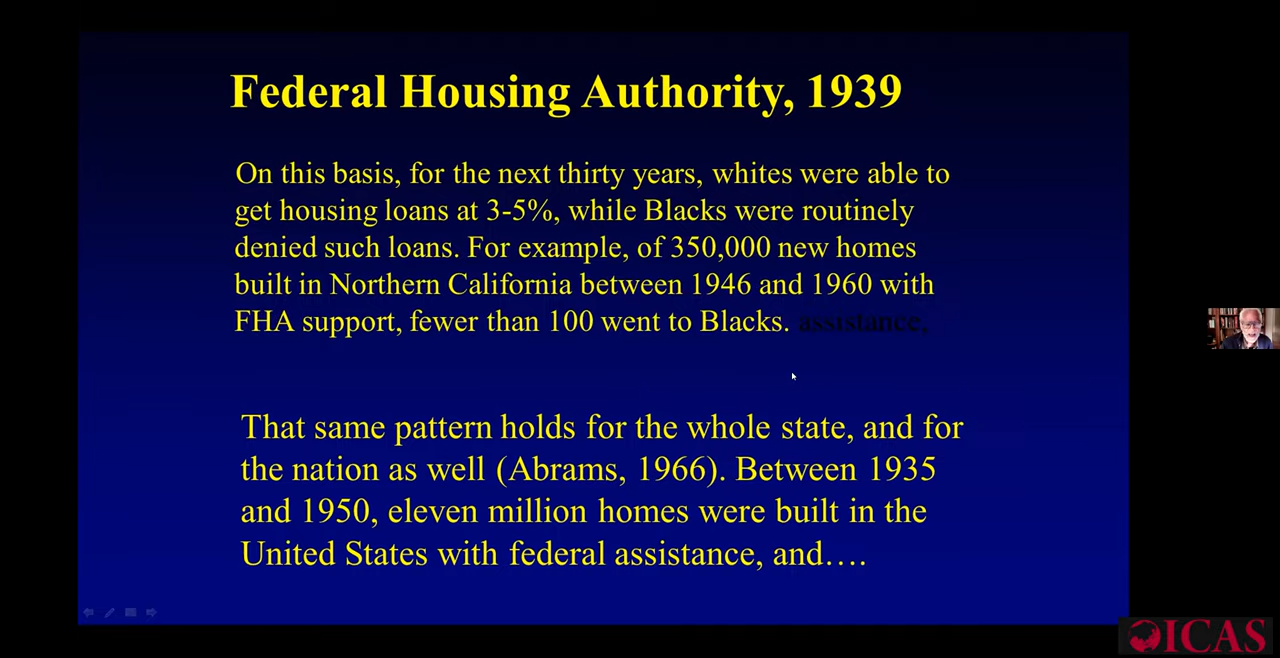 Federal Housing Authority, 1939
On this basis, for the next thirty years, whites were able to
get housing loans at 3-5%, while Blacks were routinely
denied such loans. For example, of 350,000 new homes
built in Northern California between 1946 and 1960 with
FHA support, fewer than 100 went to Blacks. assistance,
That same pattern holds for the whole state, and for
the nation as well (Abrams, 1966). Between 1935
and 1950, eleven million homes were built in the
United States with federal assistance, and….
ICAS